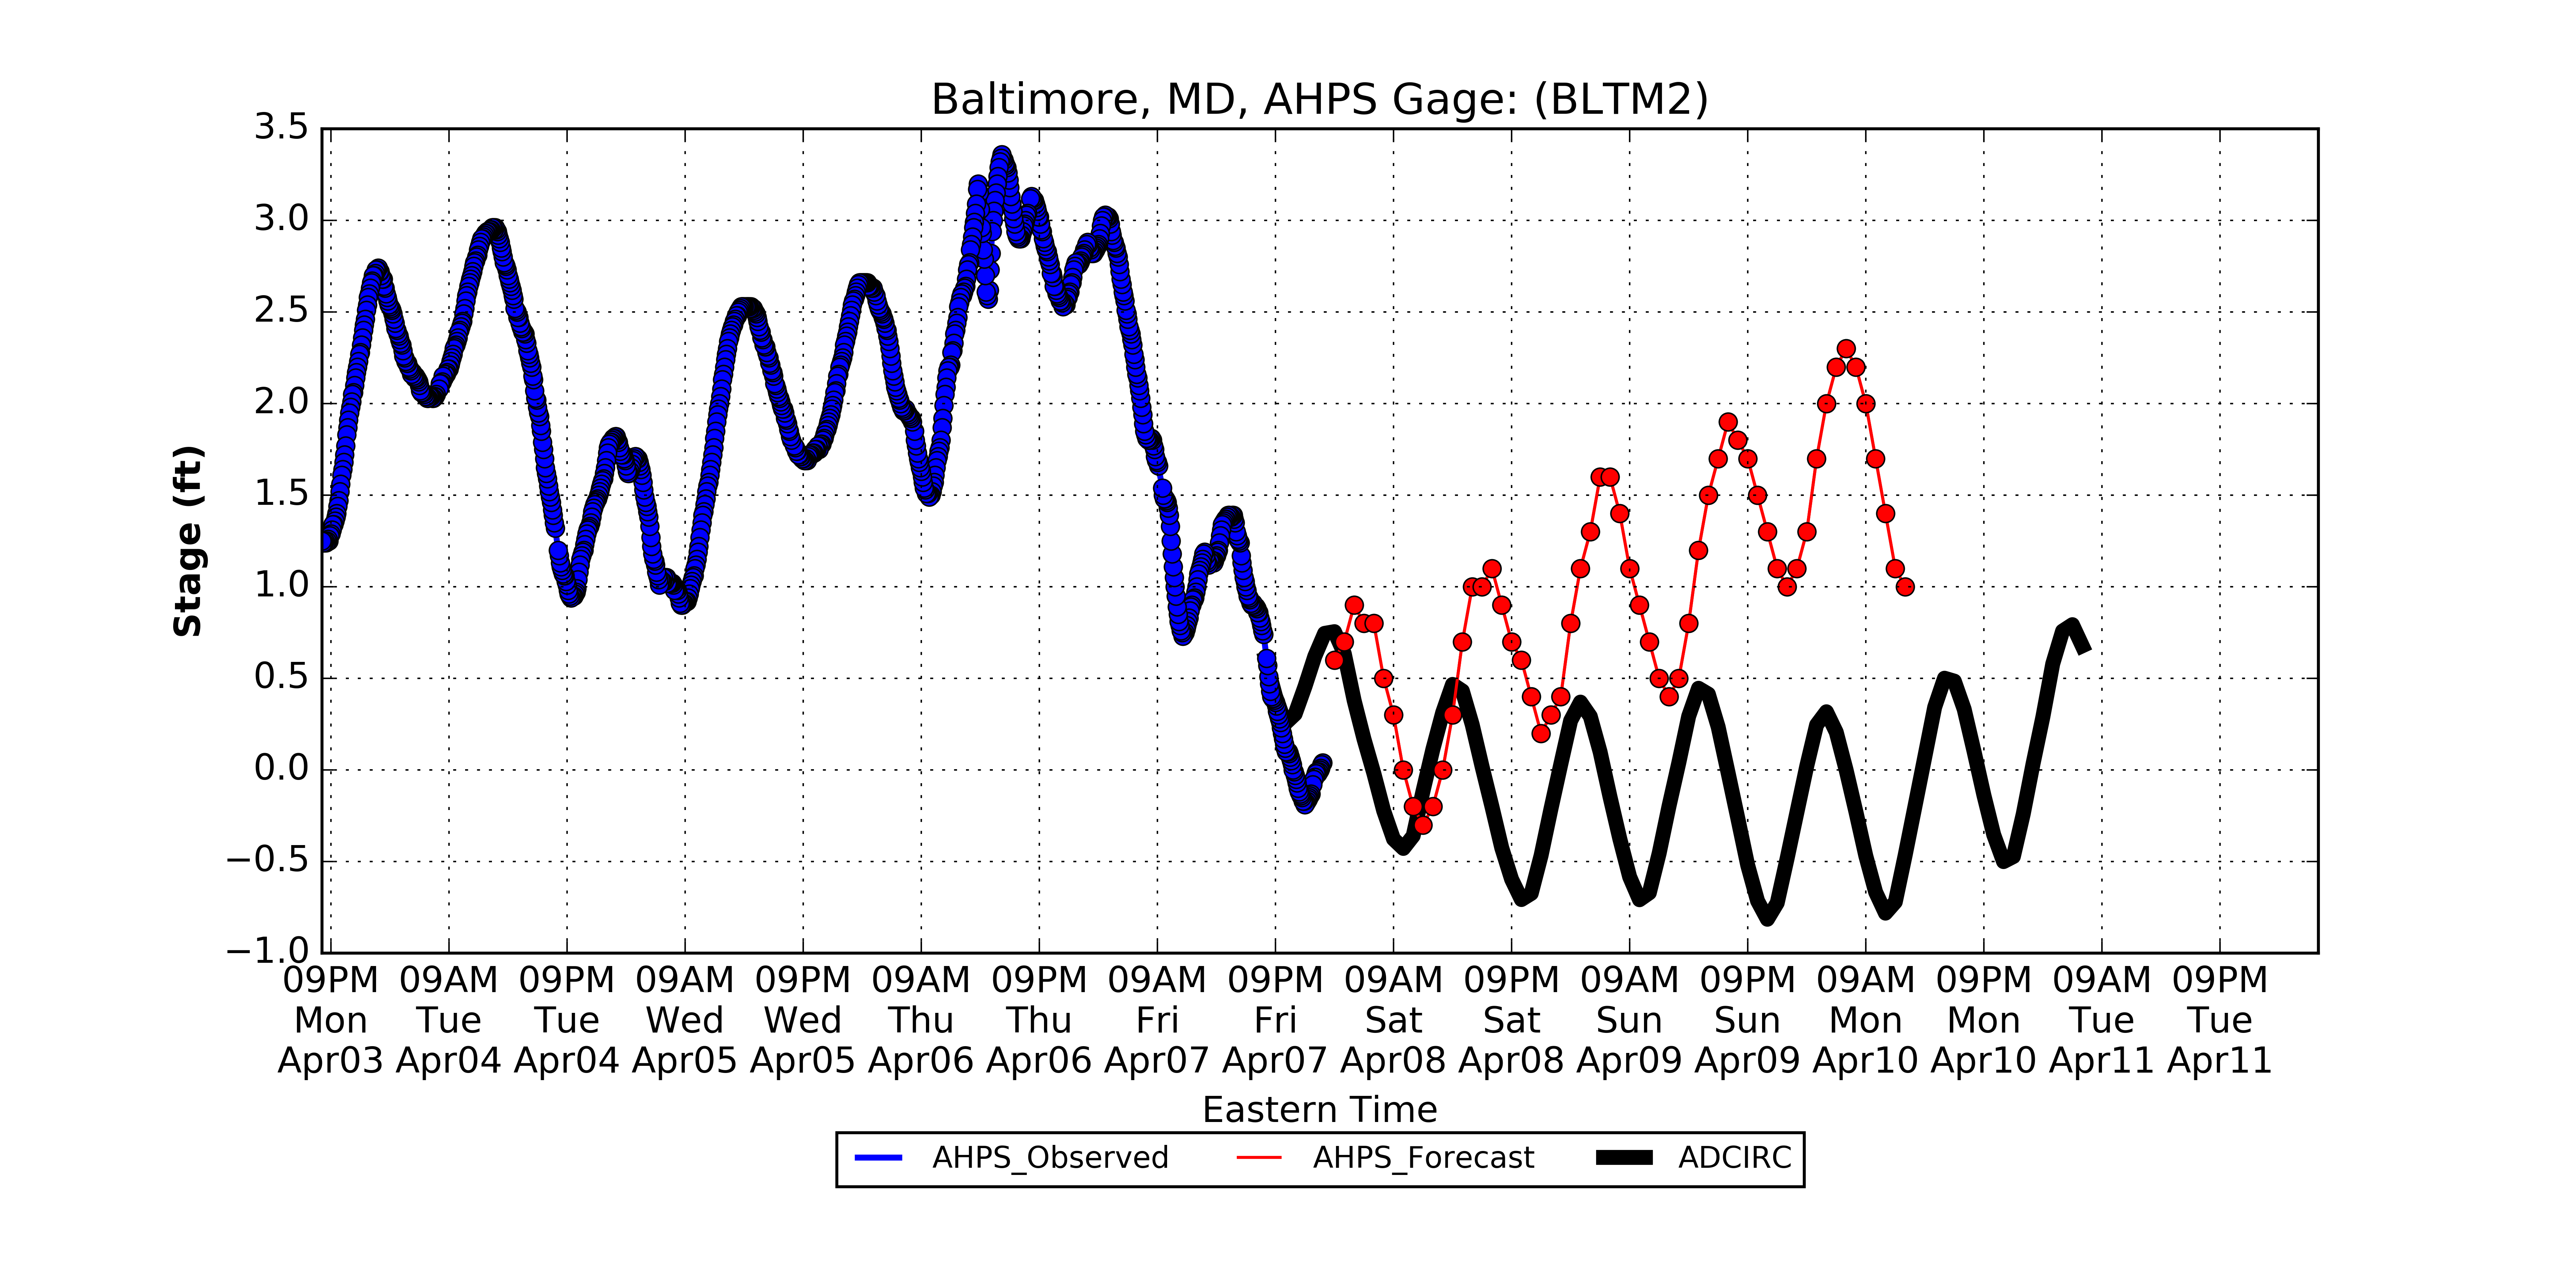 Baltimore, MD, AHPS Gage: (BLTM2)
3.5
3.0
2.5
2.0
1.5
1.0
0.5
0.0
−0.5
−1.0
Stage (ft)
09PM 09AM 09PM 09AM 09PM 09AM 09PM 09AM 09PM 09AM 09PM 09AM 09PM 09AM 09PM 09AM 09PM
Mon Tue Tue Wed Wed Thu Thu Fri Fri Sat Sat Sun Sun Mon Mon Tue Tue
Apr03 Apr04 Apr04 Apr05 Apr05 Apr06 Apr06 Apr07 Apr07 Apr08 Apr08 Apr09 Apr09 Apr10 Apr10 Apr11 Apr11
Eastern Time
AHPS_Observed AHPS_Forecast ADCIRC